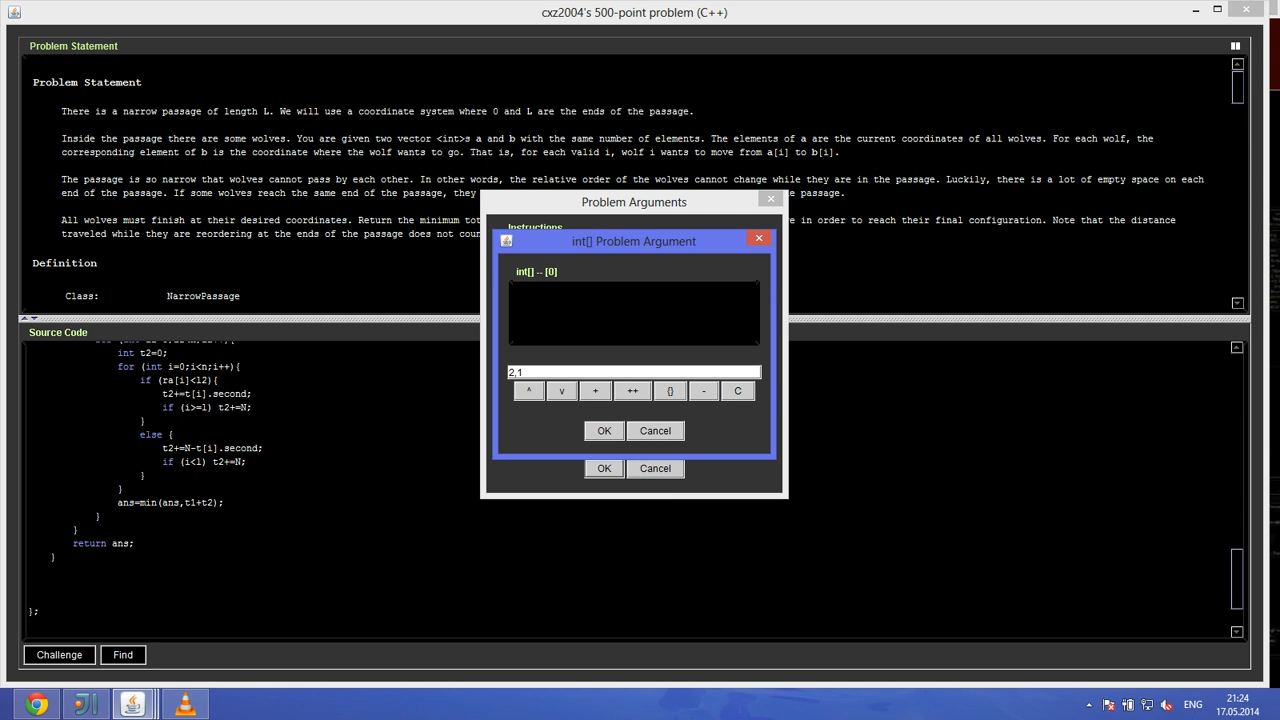 cxz2004's 500-point problem (C++)
Problem Statement
Problem Statement
There is a narrow passage of length L. We will use a coordinate system where 0 and L are the ends of the passage.
Inside the passage there are some wolves. You are given two vector <int>s a and b with the same number of elements. The elements of a are the current coordinates of all wolves. For each wolf, the
corresponding element of b is the coordinate where the wolf wants to go. That is, for each valid i, wolf i wants to move from a[i] to b[i].
The passage is so narrow that wolves cannot pass by each other. In other words, the relative order of the wolves cannot change while they are in the passage. Luckily, there is a lot of empty space on each
end of the passage. If some wolves reach the same end of the passage, they
e passage.
All wolves must finish at their desired coordinates. Return the minimum tot
re in order to reach their final configuration. Note that the distance
traveled while they are reordering at the ends of the passage does not coun
Definition
Class: NarrowPassage
Problem Arguments
Instructions
int[] Problem Argument
int[] -- [0]
2,1
^ v + ++ {} - C
OK Cancel
OK Cancel
Source Code
int t2=0;
for (int i=0;i<n;i++){
if (ra[i]<l2){
t2+=t[i].second;
if (i>=l) t2+=N;
}
else {
t2+=N-t[i].second;
if (i<l) t2+=N;
}
}
ans=min(ans,t1+t2);
}
}
return ans;
}
};
Challenge Find
ENG
21:24
17.05.2014